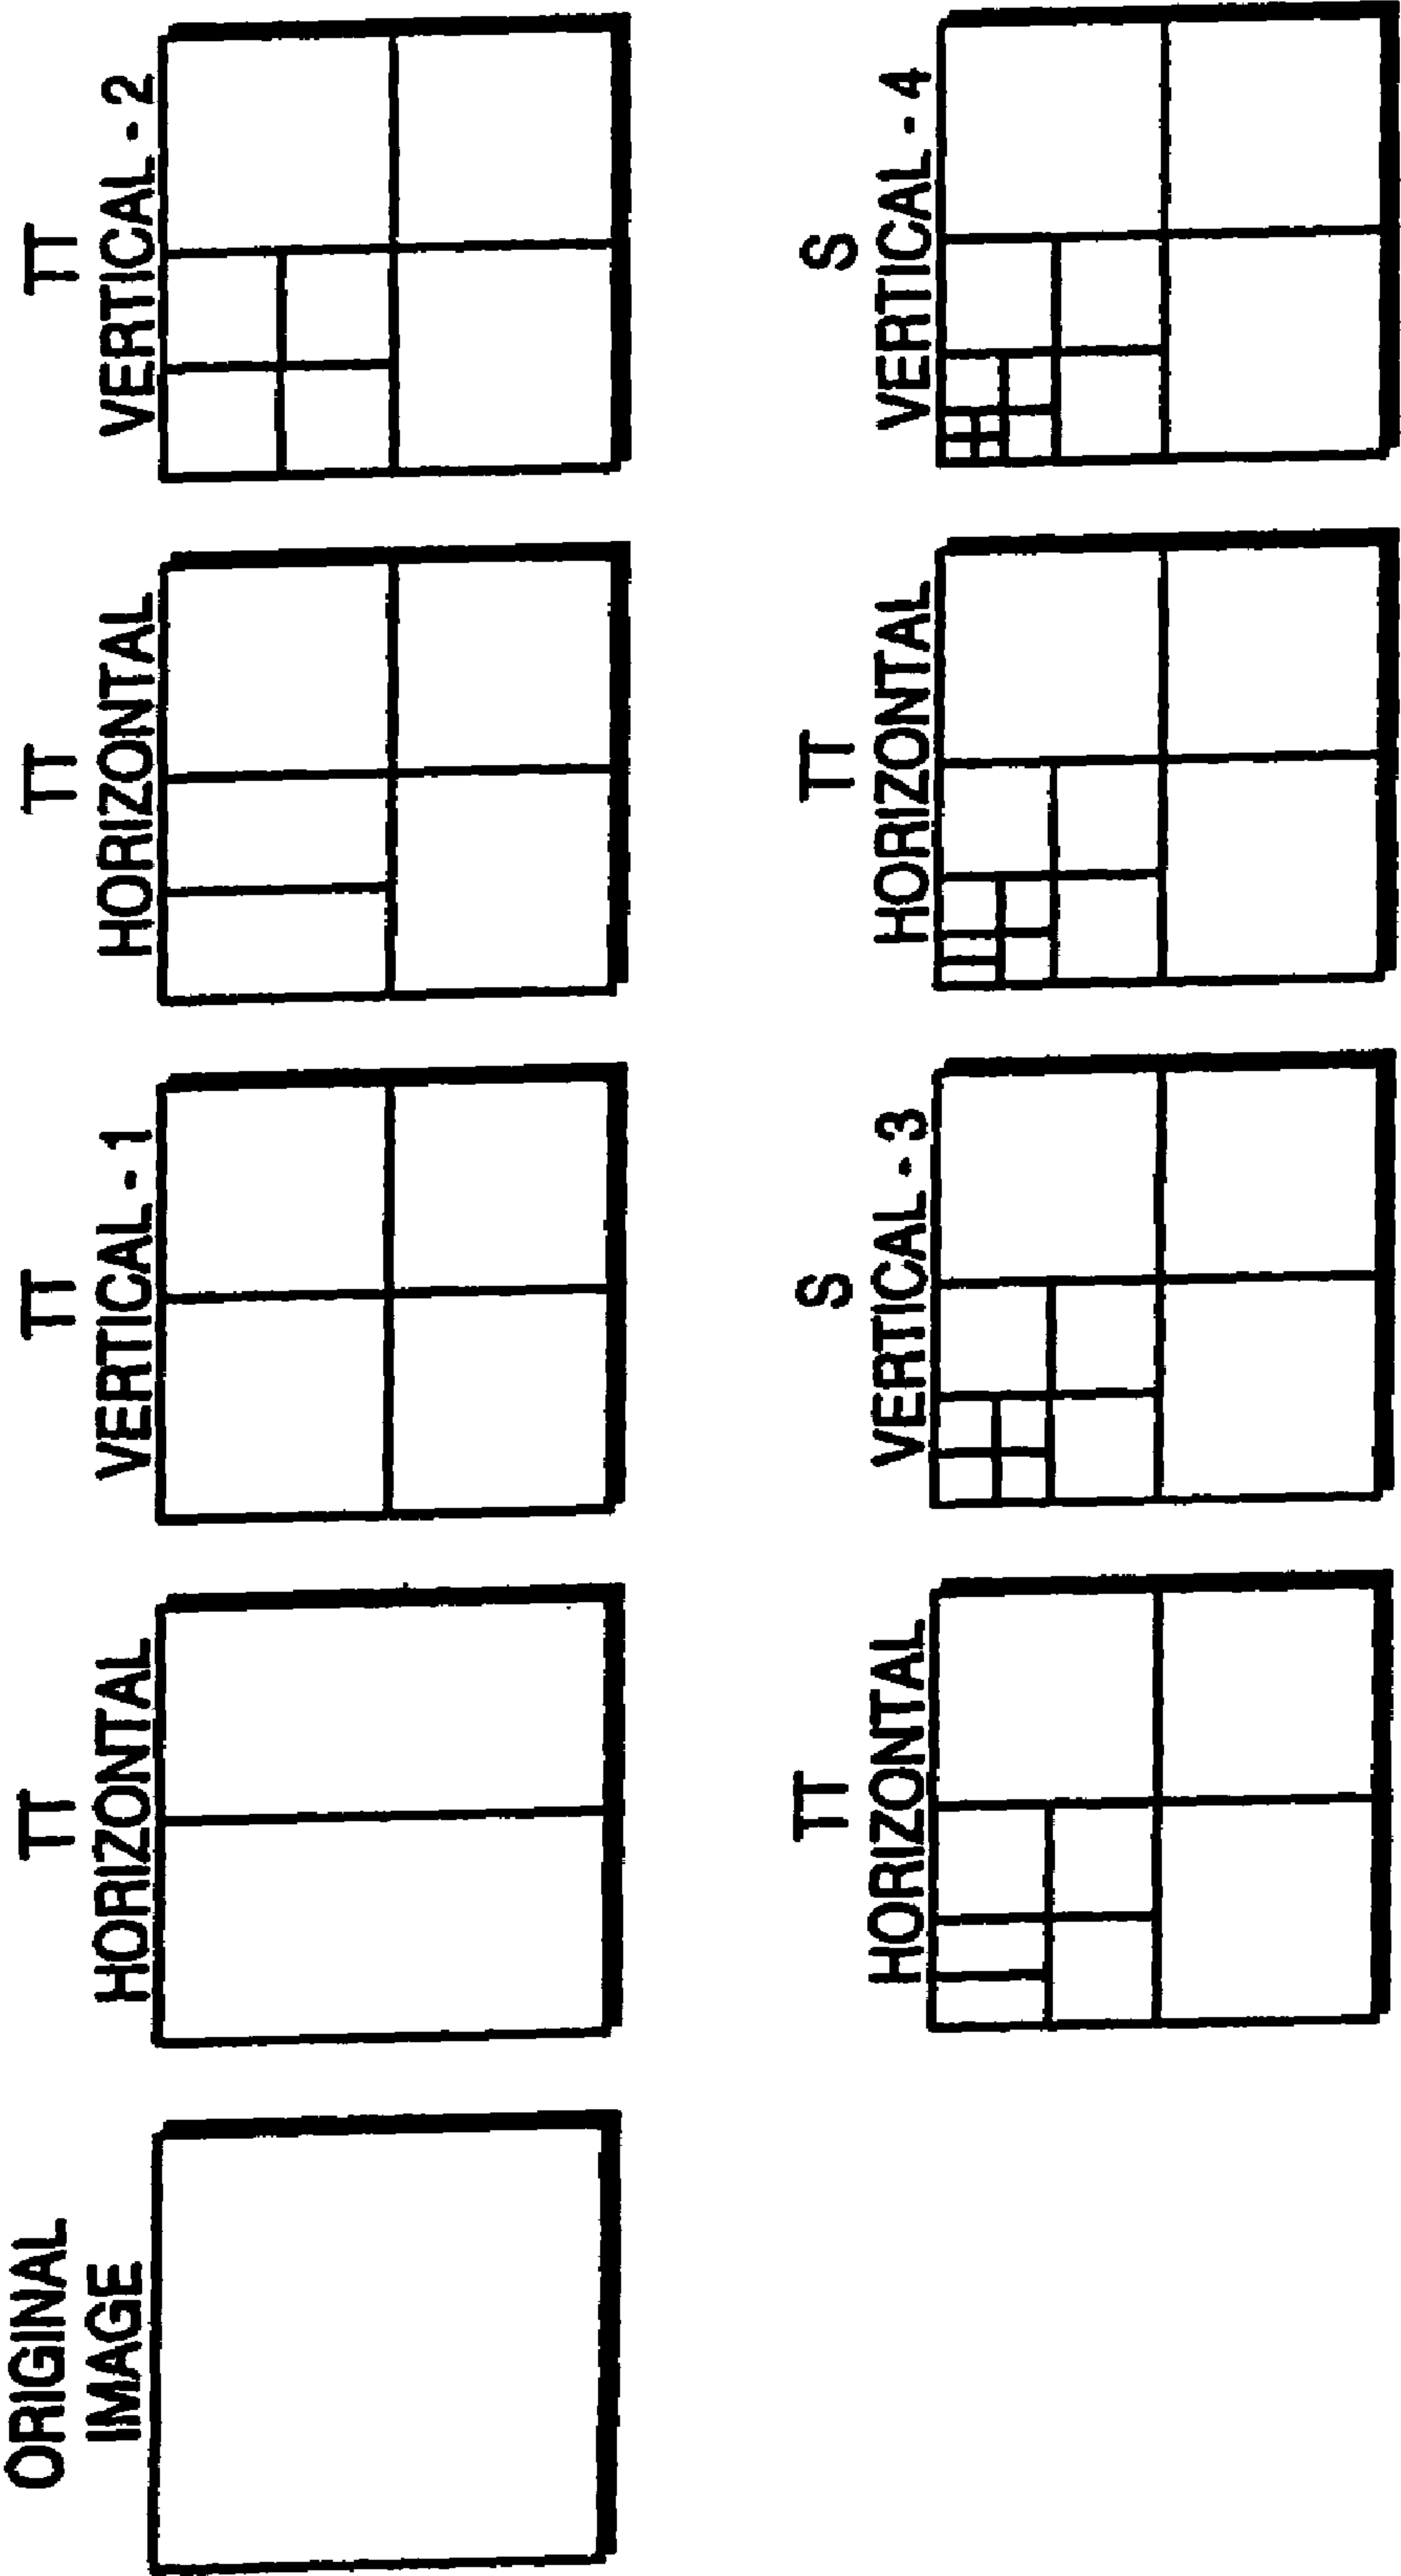 ORIGINAL
IMAGE
TT
HORIZONTAL
TT
VERTICAL - 1
TT
HORIZONTAL
TT
VERTICAL - 2
TT
HORIZONTAL
S
VERTICAL - 3
TT
HORIZONTAL
S
VERTICAL - 4